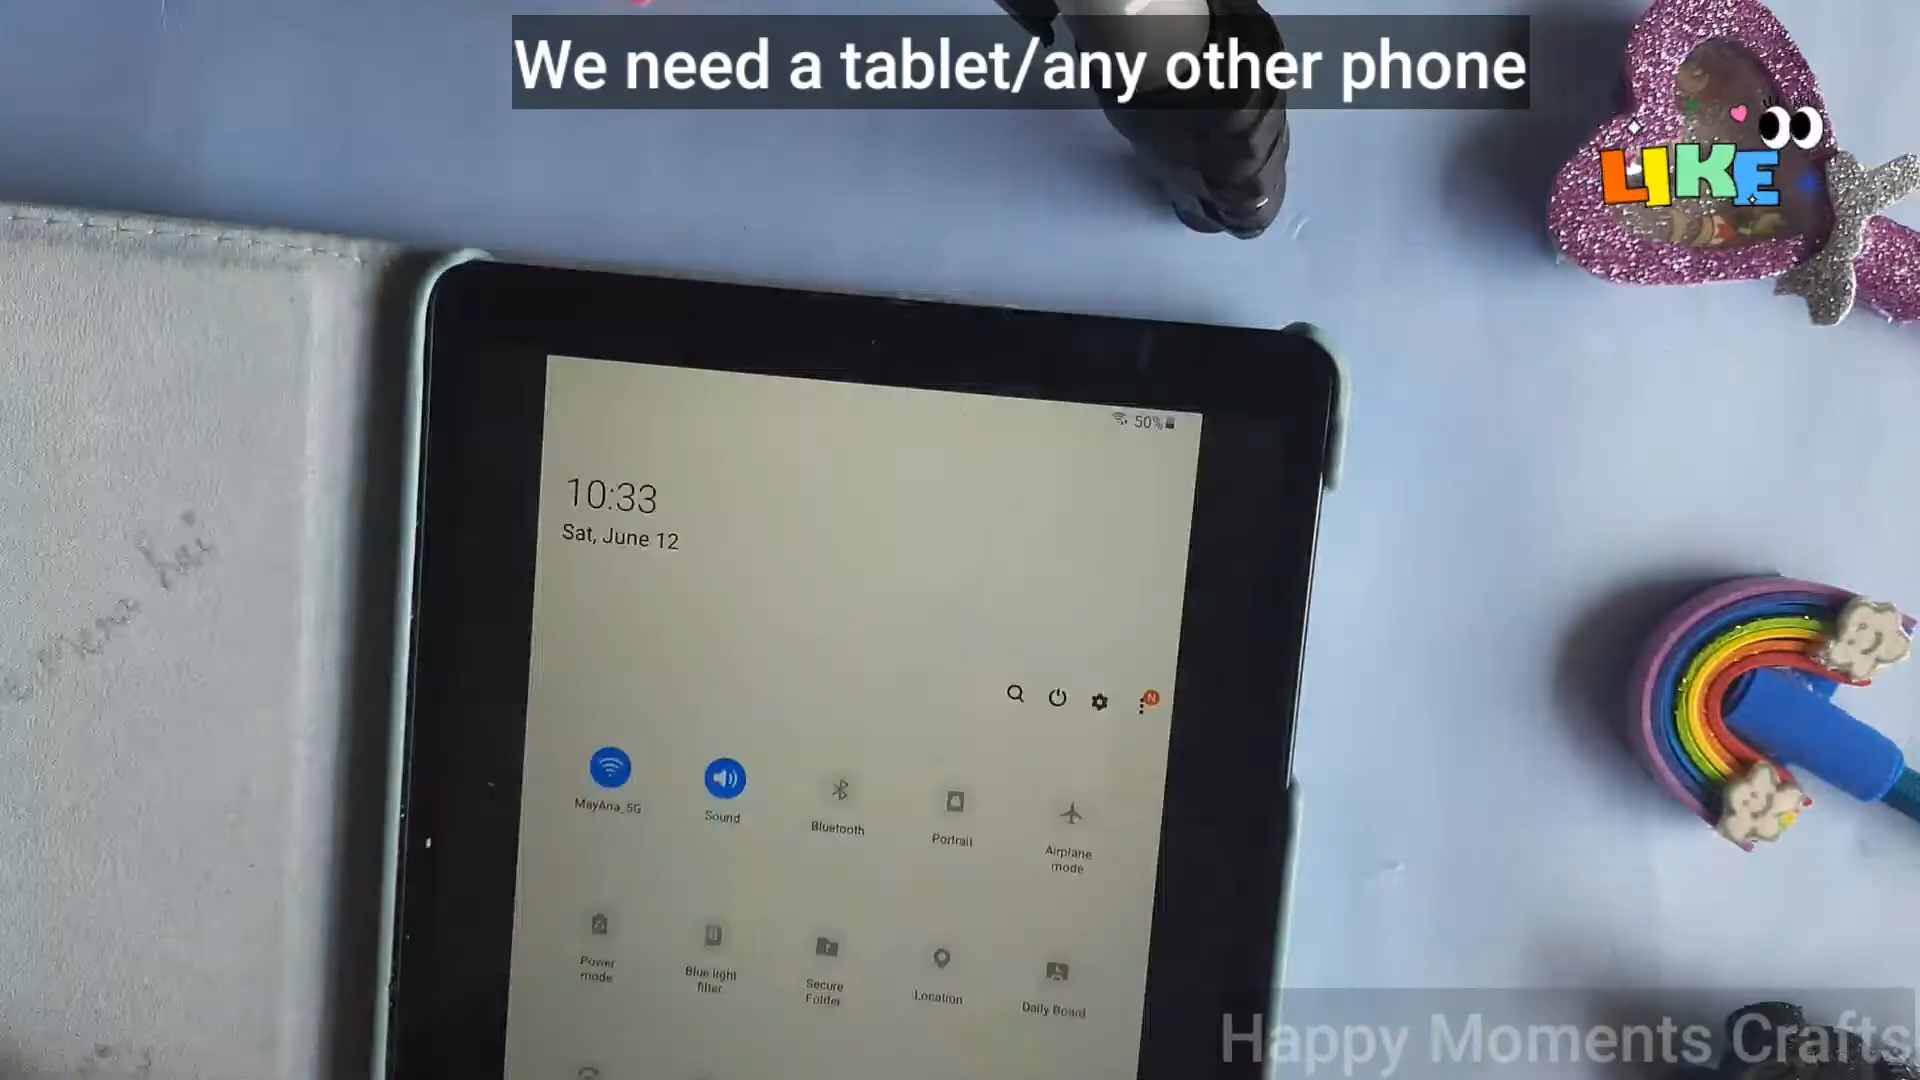 We need a tablet/any other phone
LIKE
50%
10:33
Sat, June 12
N
MayAna_5G
Sound
Bluetooth
Portrait
Airplane
mode
Power
mode
Blue light
filter
Secure
Folder
Location
Daily Board
hai
Happy Moments Crafts